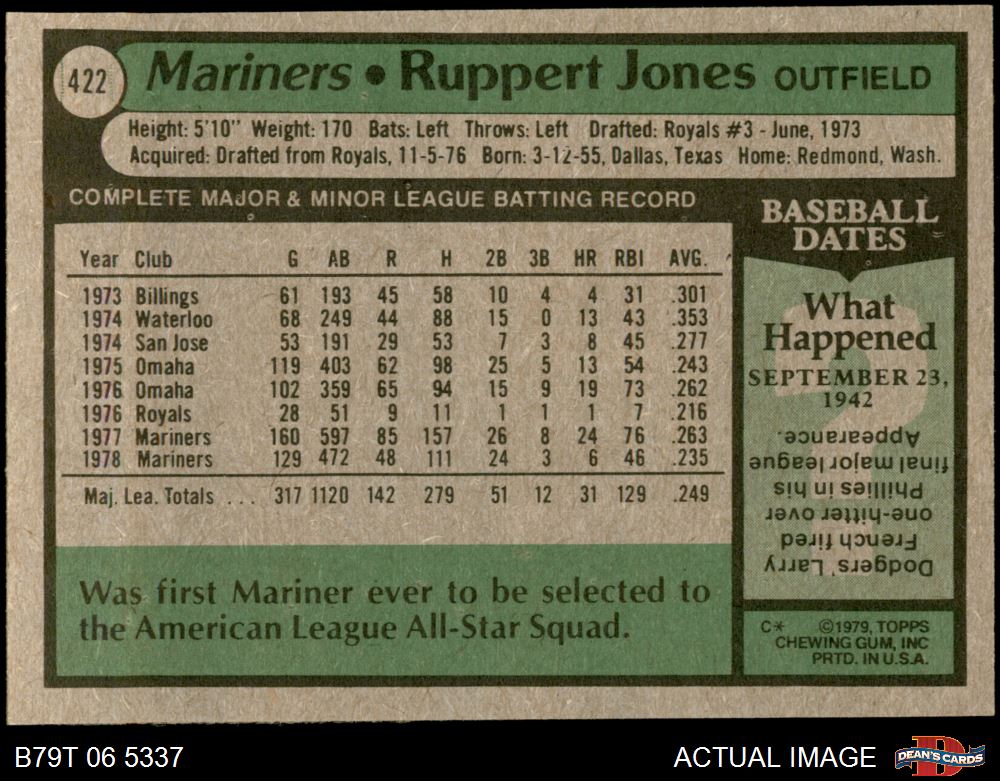 422
Mariners • Ruppert Jones OUTFIELD
Height: 5'10" Weight: 170 Bats: Left Throws: Left Drafted: Royals #3 - June, 1973
Acquired: Drafted from Royals, 11-5-76 Born: 3-12-55, Dallas, Texas Home: Redmond, Wash.
COMPLETE MAJOR & MINOR LEAGUE BATTING RECORD
Year Club G AB R H 2B 3B HR RBI AVG.
1973 Billings 61 193 45 58 10 4 4 31 .301
1974 Waterloo 68 249 44 88 15 0 13 43 .353
1974 San Jose 53 191 29 53 7 3 8 45 .277
1975 Omaha 119 403 62 98 25 5 13 54 .243
1976 Omaha 102 359 65 94 15 9 19 73 .262
1976 Royals 28 51 9 11 1 1 1 7 .216
1977 Mariners 160 597 85 157 26 8 24 76 .263
1978 Mariners 129 472 48 111 24 3 6 46 .235
Maj. Lea. Totals . . . 317 1120 142 279 51 12 31 129 .249
Was first Mariner ever to be selected to
the American League All-Star Squad.
BASEBALL
DATES
What
Happened
SEPTEMBER 23,
1942
Dodgers' Larry
French fired
one-hitter over
Phillies in his
final major league
Appearance.
C* ©1979, TOPPS
CHEWING GUM, INC
PRTD. IN U.S.A.
B79T 06 5337
ACTUAL IMAGE
D
DEAN'S CARDS